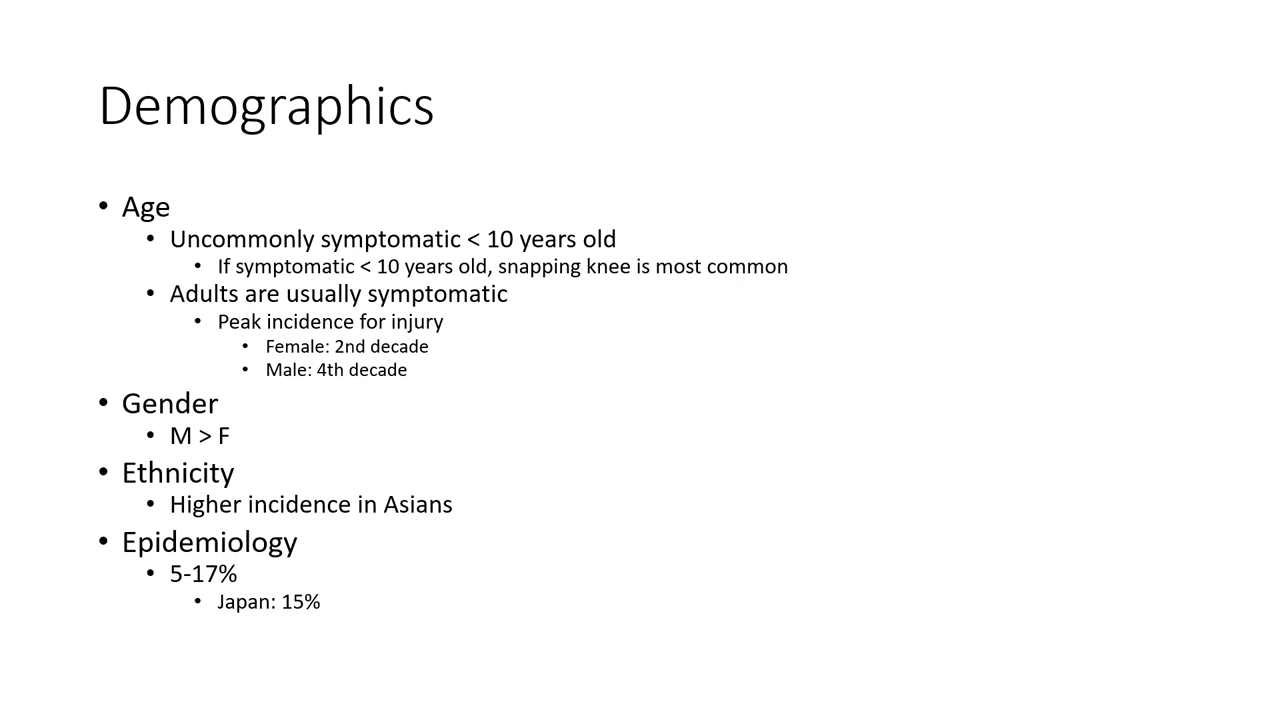 Demographics
• Age
• Uncommonly symptomatic < 10 years old
• If symptomatic < 10 years old, snapping knee is most common
• Adults are usually symptomatic
• Peak incidence for injury
• Female: 2nd decade
• Male: 4th decade
• Gender
• M > F
• Ethnicity
• Higher incidence in Asians
• Epidemiology
• 5-17%
• Japan: 15%